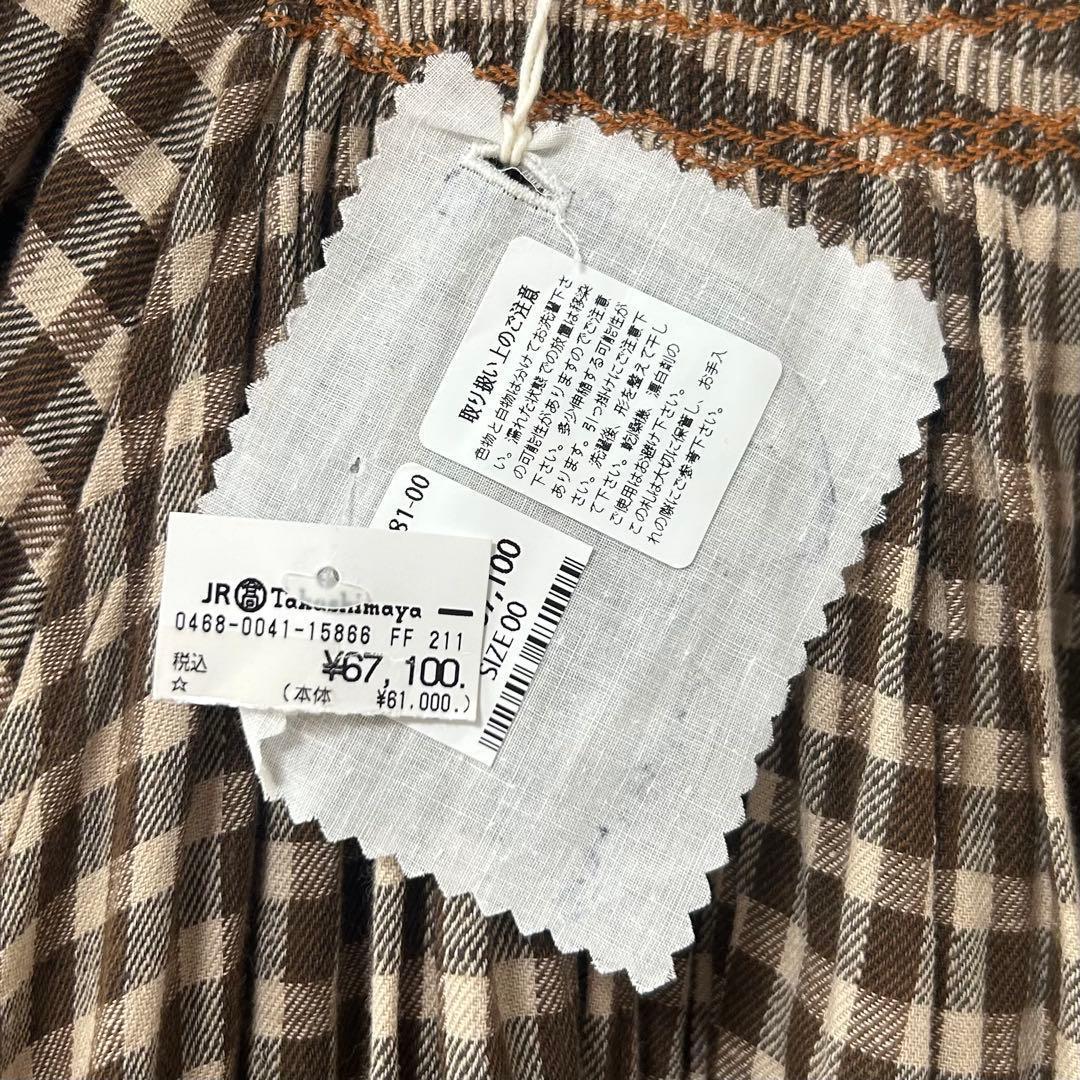 取り扱い上のご注意
色物と白物はかけてお洗濯下さ
い。濡れた状態での放置は移染
の可能性がありますのでご注意
下さい。多少伸縮する可能性が
あります。引っ掛けにご注意下
さい。洗濯後、形を整えて干し
て下さい。乾燥機、漂白剤の
ご使用はお避け下さい。
この札は大切に保管し、お手入
れの際にご参考下さい。
81-00
7,100
SIZE 00
JR 髙 Takashimaya
0468-0041-15866 FF 211
税込 ¥67,100.
☆ (本体 ¥61,000.)